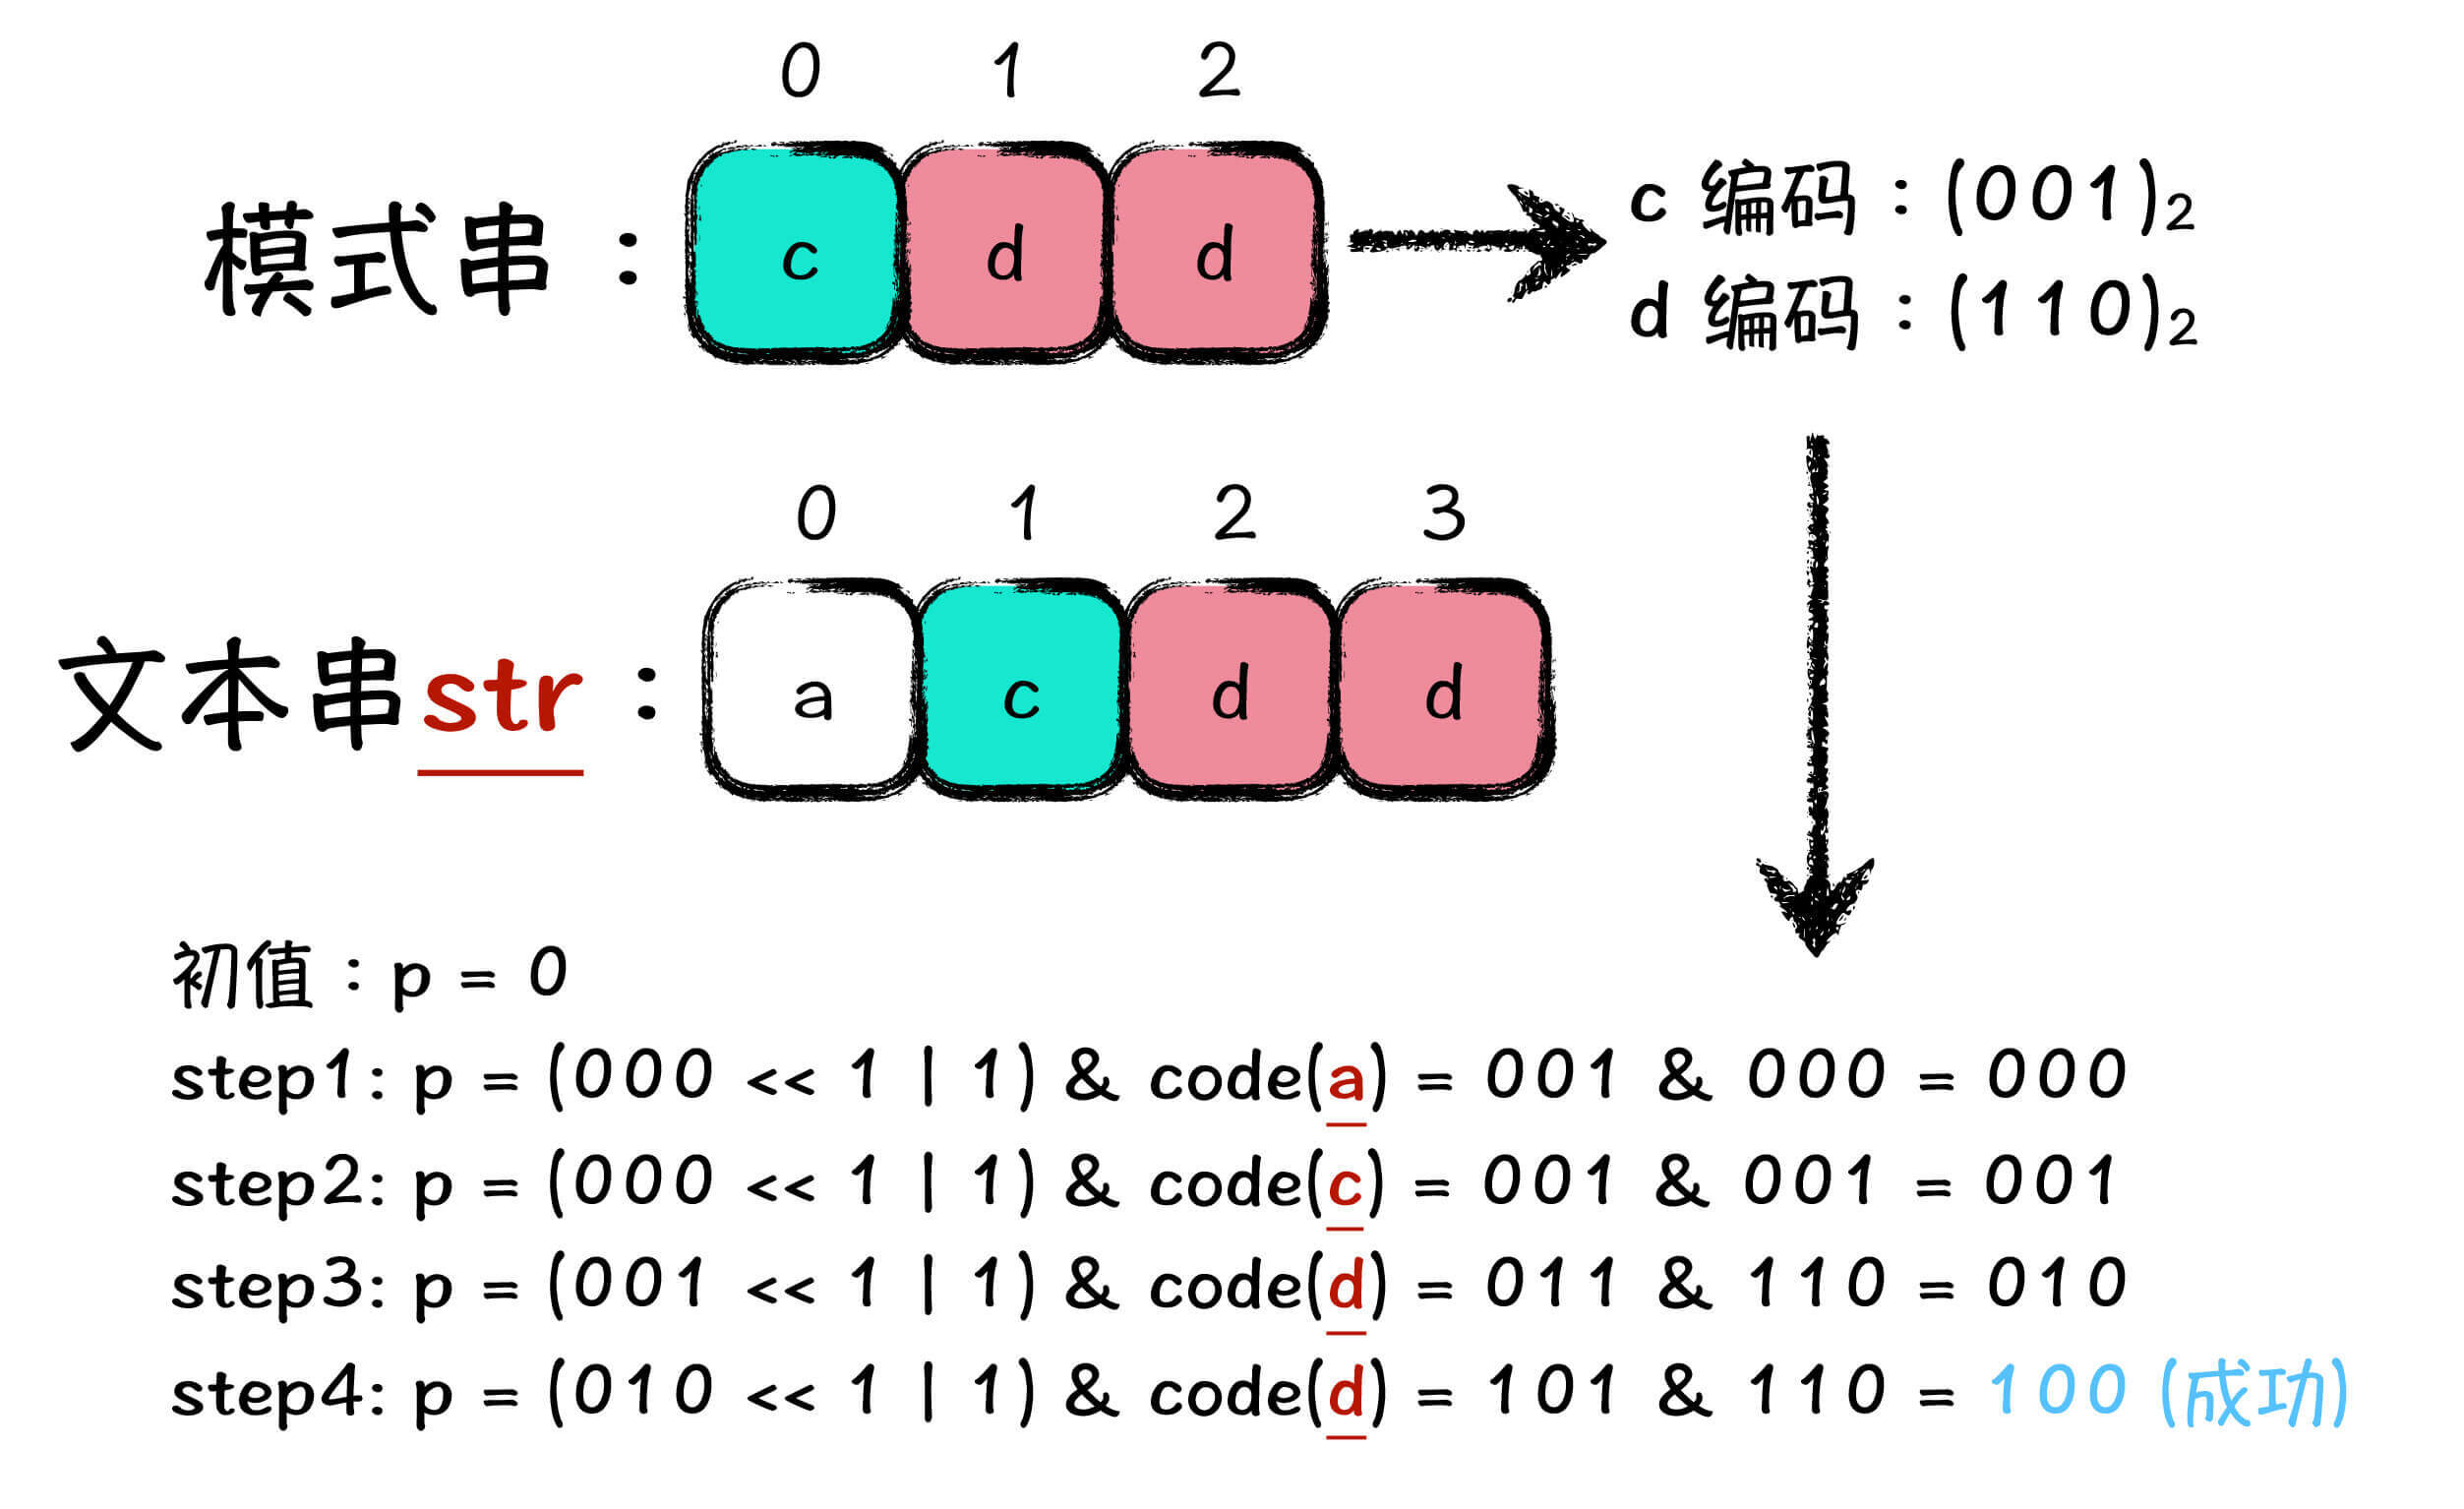 0 1 2
模式串： c d d
c 编码：(001)₂
d 编码：(110)₂
0 1 2 3
文本串str： a c d d
初值：p = 0
step1: p = (000 << 1 | 1) & code(a) = 001 & 000 = 000
step2: p = (000 << 1 | 1) & code(c) = 001 & 001 = 001
step3: p = (001 << 1 | 1) & code(d) = 011 & 110 = 010
step4: p = (010 << 1 | 1) & code(d) = 101 & 110 = 100 (成功)